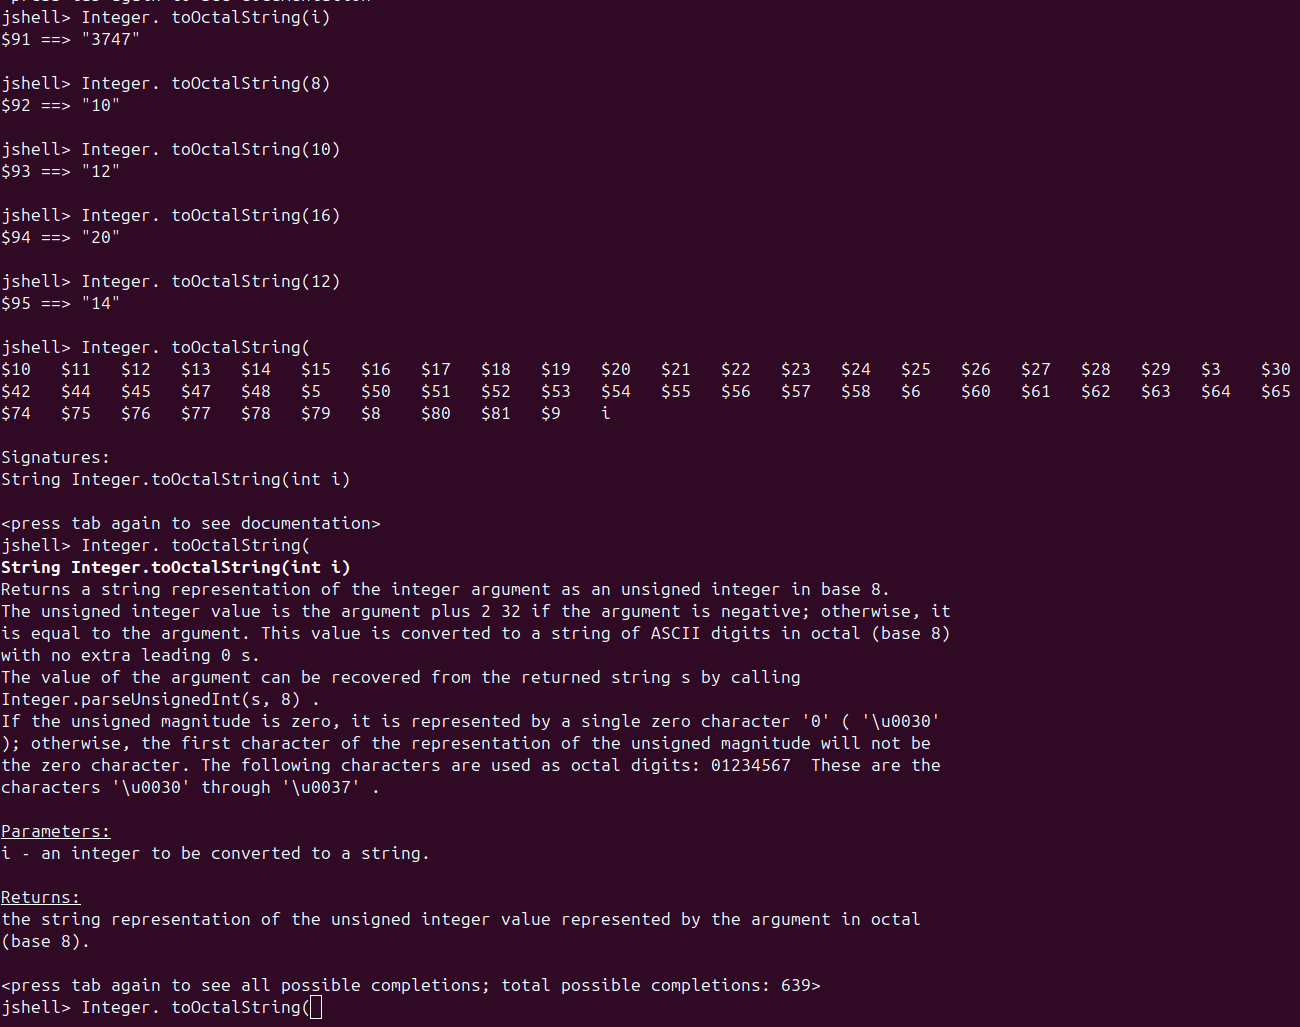 jshell> Integer. toOctalString(i)
$91 ==> "3747"
jshell> Integer. toOctalString(8)
$92 ==> "10"
jshell> Integer. toOctalString(10)
$93 ==> "12"
jshell> Integer. toOctalString(16)
$94 ==> "20"
jshell> Integer. toOctalString(12)
$95 ==> "14"
jshell> Integer. toOctalString(
$10 $11 $12 $13 $14 $15 $16 $17 $18 $19 $20 $21 $22 $23 $24 $25 $26 $27 $28 $29 $3 $30
$42 $44 $45 $47 $48 $5 $50 $51 $52 $53 $54 $55 $56 $57 $58 $6 $60 $61 $62 $63 $64 $65
$74 $75 $76 $77 $78 $79 $8 $80 $81 $9 i
Signatures:
String Integer.toOctalString(int i)
<press tab again to see documentation>
jshell> Integer. toOctalString(
String Integer.toOctalString(int i)
Returns a string representation of the integer argument as an unsigned integer in base 8.
The unsigned integer value is the argument plus 2 32 if the argument is negative; otherwise, it
is equal to the argument. This value is converted to a string of ASCII digits in octal (base 8)
with no extra leading 0 s.
The value of the argument can be recovered from the returned string s by calling
Integer.parseUnsignedInt(s, 8) .
If the unsigned magnitude is zero, it is represented by a single zero character '0' ( '\u0030'
); otherwise, the first character of the representation of the unsigned magnitude will not be
the zero character. The following characters are used as octal digits: 01234567  These are the
characters '\u0030' through '\u0037' .
Parameters:
i - an integer to be converted to a string.
Returns:
the string representation of the unsigned integer value represented by the argument in octal
(base 8).
<press tab again to see all possible completions; total possible completions: 639>
jshell> Integer. toOctalString(